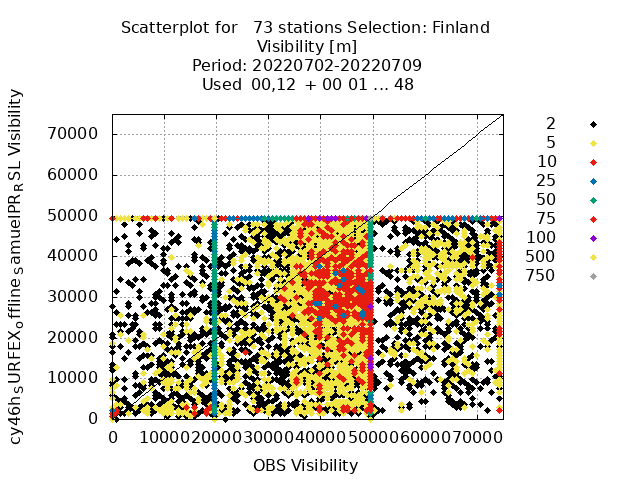 Scatterplot for   73 stations Selection: Finland
Visibility [m]
Period: 20220702-20220709
Used  00,12  + 00 01 ... 48
cy46h_SURFEX_offline_samuelPR_RSL Visibility
70000
60000
50000
40000
30000
20000
10000
0
0 10000 20000 30000 40000 50000 60000 70000
OBS Visibility
2
5
10
25
50
75
100
500
750